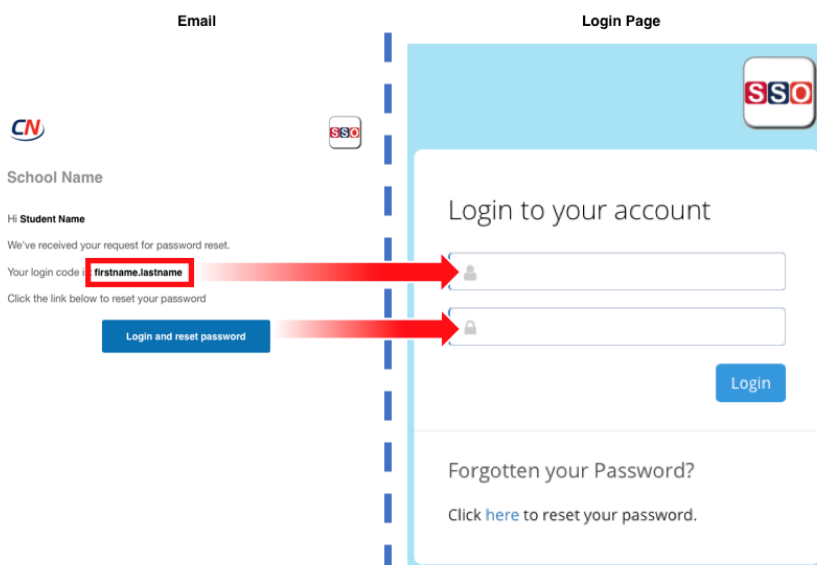 Email
CN
SSO
School Name
Hi Student Name
We've received your request for password reset.
Your login code i firstname.lastname
Click the link below to reset your password
Login and reset password
Login Page
SSO
Login to your account
Login
Forgotten your Password?
Click here to reset your password.